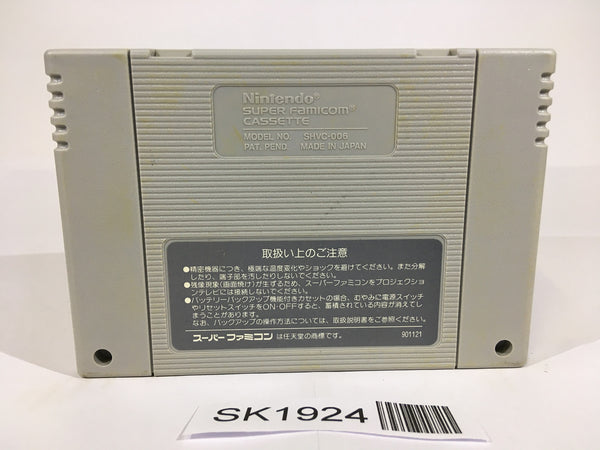 Nintendo®
SUPER FAMICOM®
CASSETTE
MODEL NO. SHVC-006
PAT. PEND. MADE IN JAPAN
取扱い上のご注意
●精密機器につき、極端な温度変化やショックを避けてください。また分解
したり、端子部を汚したりしないでください。
●残像現象(画面焼け)が生ずるため、スーパーファミコンをプロジェクショ
ンテレビには接続しないでください。
●バッテリーバックアップ機能付きカセットの場合、むやみに電源スイッチ
やリセットスイッチをON・OFFすると、蓄積されている内容が消えてし
まうことがあります。
なお、バックアップの操作方法については、取扱説明書をご参照ください。
スーパーファミコン は任天堂の商標です。 901121
SK1924